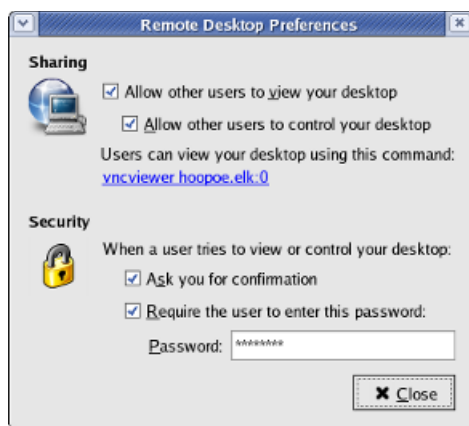 Remote Desktop Preferences
Sharing
Allow other users to view your desktop
Allow other users to control your desktop
Users can view your desktop using this command:
vncviewer hoopoe.elk:0
Security
When a user tries to view or control your desktop:
Ask you for confirmation
Require the user to enter this password:
Password: ********
Close